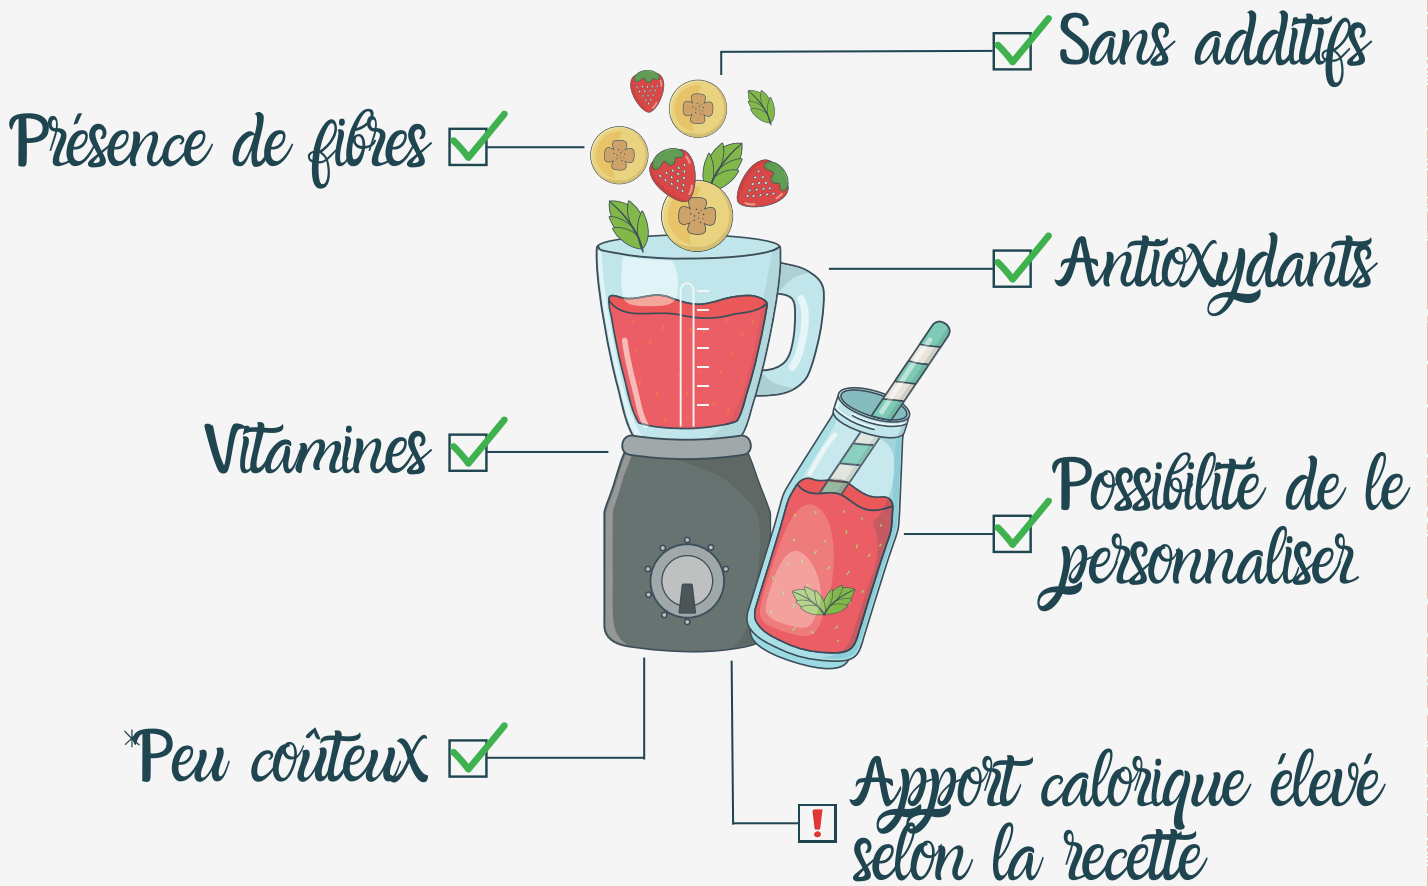 Sans additifs
Présence de fibres
Antioxydants
Vitamines
Possibilité de le
personnaliser
*Peu coûteux
Apport calorique élevé
selon la recette